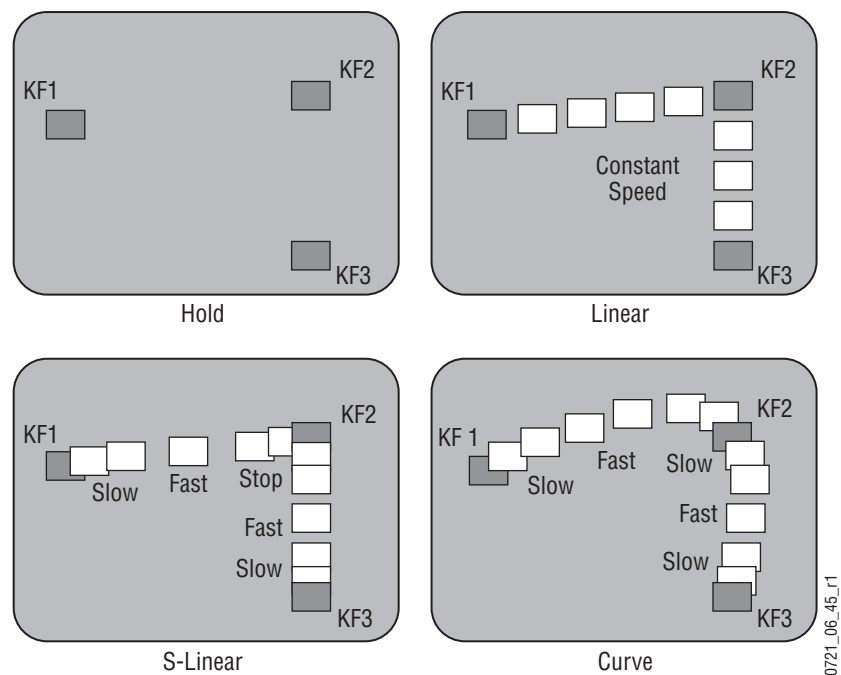 KF1
KF2
KF3
Hold
KF1
KF2
Constant
Speed
KF3
Linear
KF1
KF2
Slow
Fast
Stop
Fast
Slow
KF3
S-Linear
KF 1
KF2
Slow
Fast
Slow
Fast
Slow
KF3
Curve
0721_06_45_r1